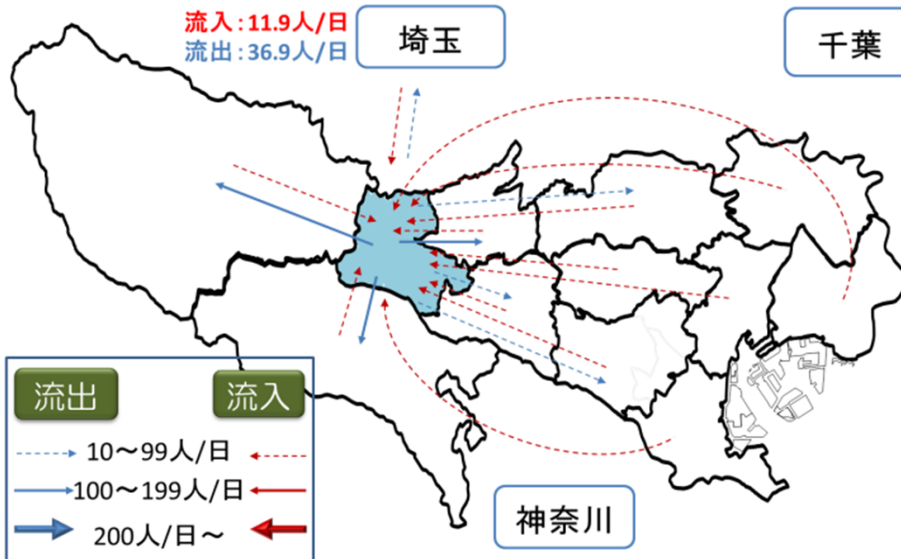 流入：11.9人/日
流出：36.9人/日
埼玉
千葉
流出
流入
10～99人/日
100～199人/日
200人/日～
神奈川